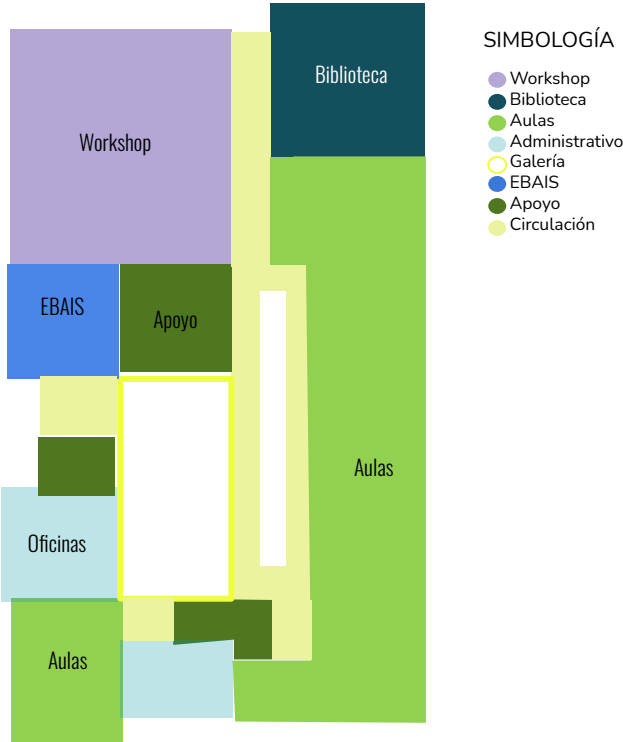 Biblioteca
Workshop
EBAIS
Apoyo
Aulas
Oficinas
Aulas
SIMBOLOGÍA
Workshop
Biblioteca
Aulas
Administrativo
Galería
EBAIS
Apoyo
Circulación